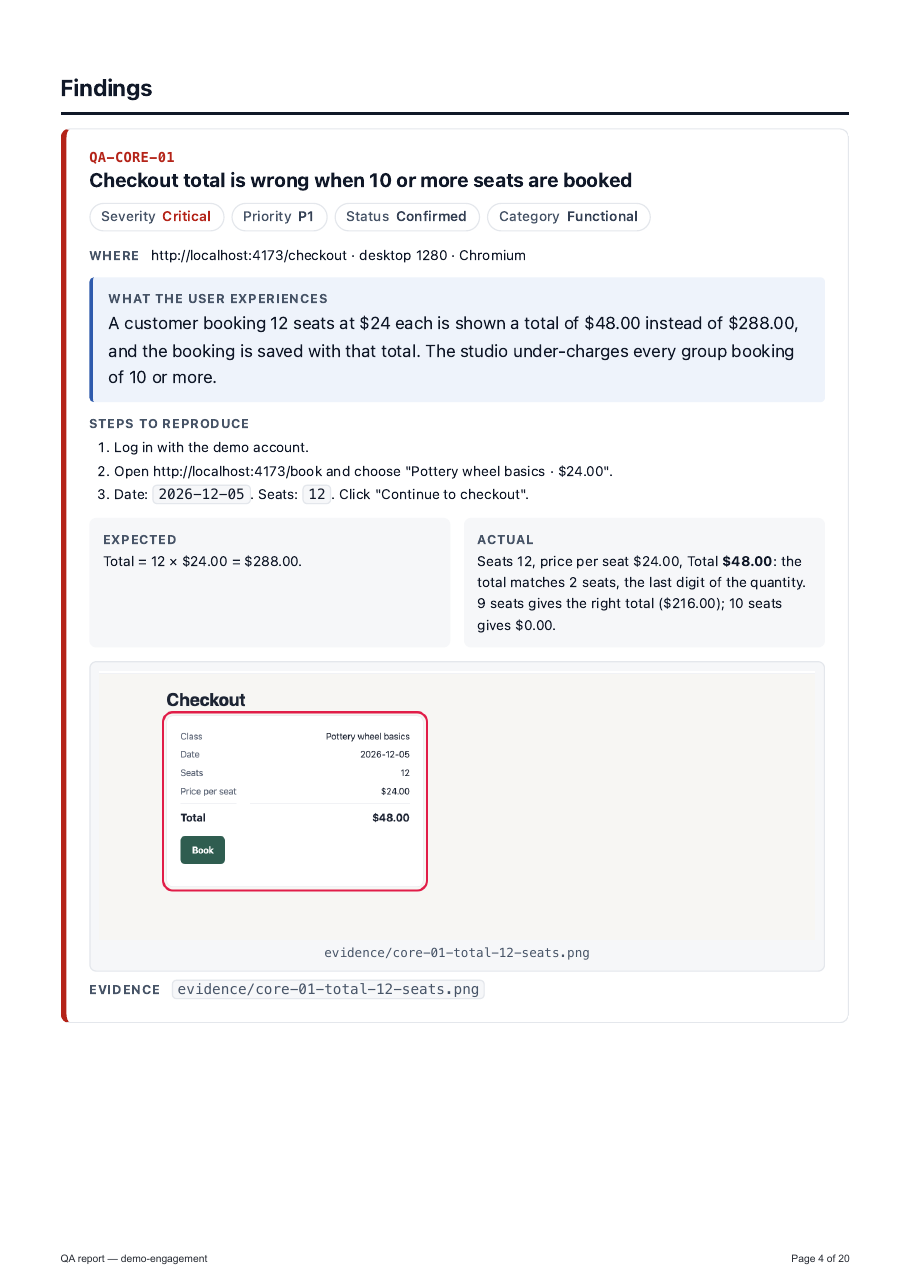 Findings
QA-CORE-01
Checkout total is wrong when 10 or more seats are booked
Severity Critical
Priority P1
Status Confirmed
Category Functional
WHERE http://localhost:4173/checkout · desktop 1280 · Chromium
WHAT THE USER EXPERIENCES
A customer booking 12 seats at $24 each is shown a total of $48.00 instead of $288.00,
and the booking is saved with that total. The studio under-charges every group booking
of 10 or more.
STEPS TO REPRODUCE
1. Log in with the demo account.
2. Open http://localhost:4173/book and choose "Pottery wheel basics · $24.00".
3. Date: 2026-12-05. Seats: 12. Click "Continue to checkout".
EXPECTED
Total = 12 × $24.00 = $288.00.
ACTUAL
Seats 12, price per seat $24.00, Total $48.00: the
total matches 2 seats, the last digit of the quantity.
9 seats gives the right total ($216.00); 10 seats
gives $0.00.
Checkout
Class Pottery wheel basics
Date 2026-12-05
Seats 12
Price per seat $24.00
Total $48.00
Book
evidence/core-01-total-12-seats.png
EVIDENCE evidence/core-01-total-12-seats.png
QA report — demo-engagement Page 4 of 20